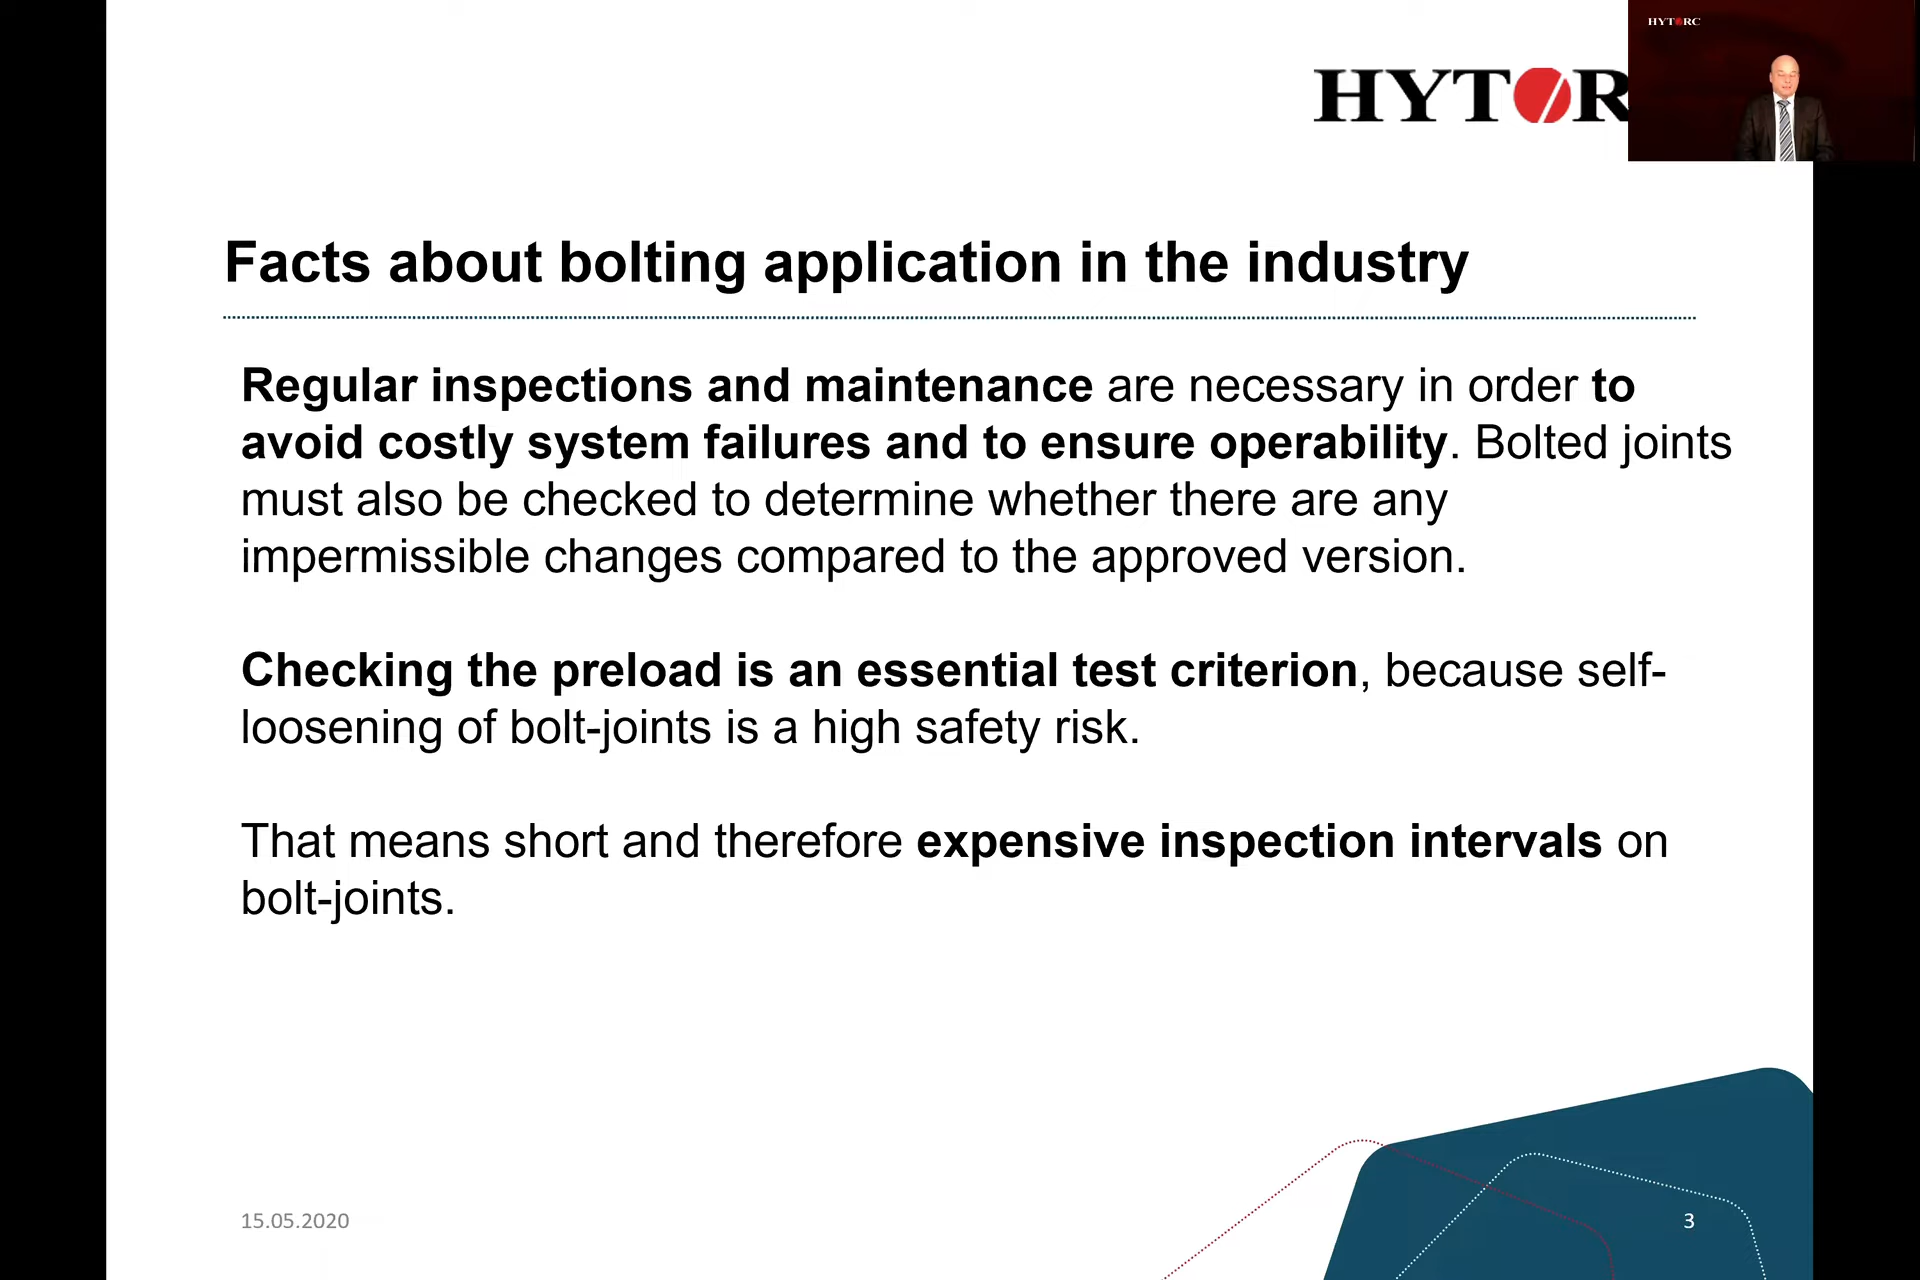 HYTORC
HYTOR
Facts about bolting application in the industry
Regular inspections and maintenance are necessary in order to
avoid costly system failures and to ensure operability. Bolted joints
must also be checked to determine whether there are any
impermissible changes compared to the approved version.
Checking the preload is an essential test criterion, because self-
loosening of bolt-joints is a high safety risk.
That means short and therefore expensive inspection intervals on
bolt-joints.
15.05.2020
3